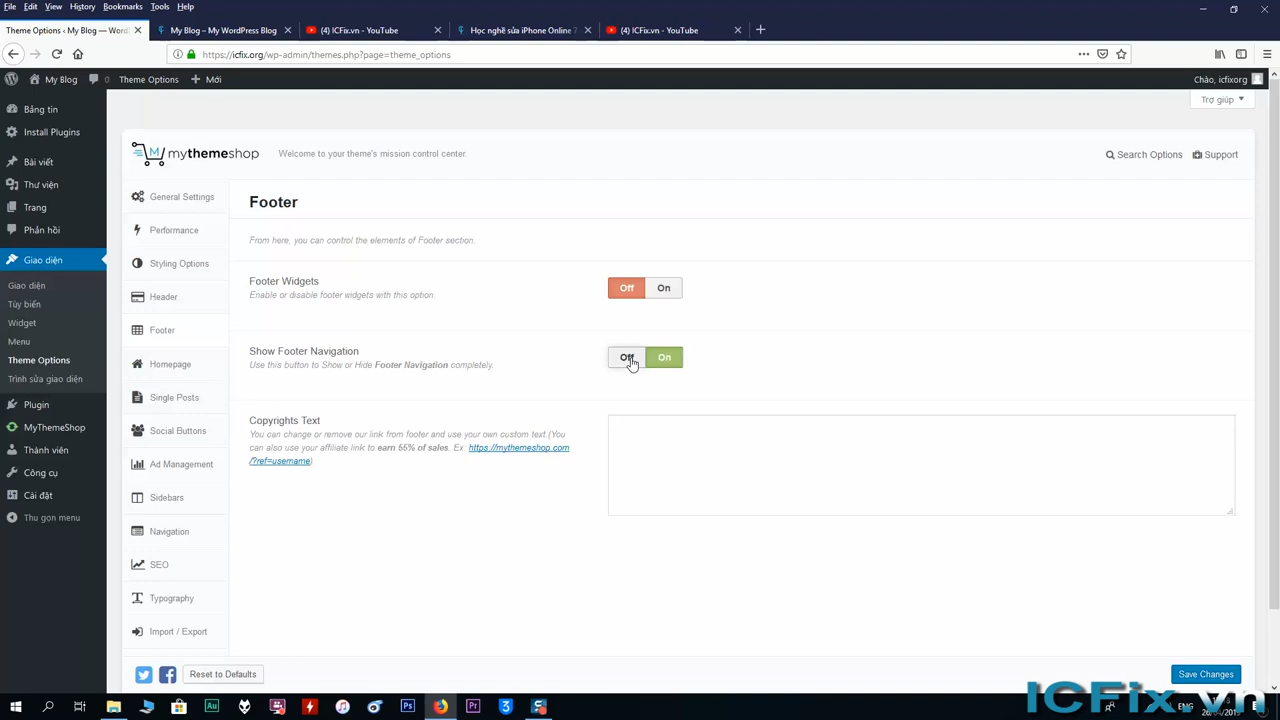 File Edit View History Bookmarks Tools Help
Theme Options ‹ My Blog — Word
My Blog – My WordPress Blog
(4) ICFix.vn - YouTube
Học nghề sửa iPhone Online
(4) ICFix.vn - YouTube
https://icfix.org/wp-admin/themes.php?page=theme_options
My Blog 0 Theme Options Mới
Chào, icfixorg
Trợ giúp
Bảng tin
Install Plugins
Bài viết
Thư viện
Trang
Phản hồi
Giao diện
Giao diện
Tùy biến
Widget
Menu
Theme Options
Trình sửa giao diện
Plugin
MyThemeShop
Thành viên
Công cụ
Cài đặt
Thu gọn menu
mythemeshop
Welcome to your theme's mission control center.
Search Options
Support
General Settings
Performance
Styling Options
Header
Footer
Homepage
Single Posts
Social Buttons
Ad Management
Sidebars
Navigation
SEO
Typography
Import / Export
Footer
From here, you can control the elements of Footer section.
Footer Widgets
Enable or disable footer widgets with this option.
Off On
Show Footer Navigation
Use this button to Show or Hide Footer Navigation completely.
Off On
Copyrights Text
You can change or remove our link from footer and use your own custom text.(You
can also use your affiliate link to earn 55% of sales. Ex: https://mythemeshop.com
/?ref=username)
Reset to Defaults
Save Changes
ICFix.vn
ENG